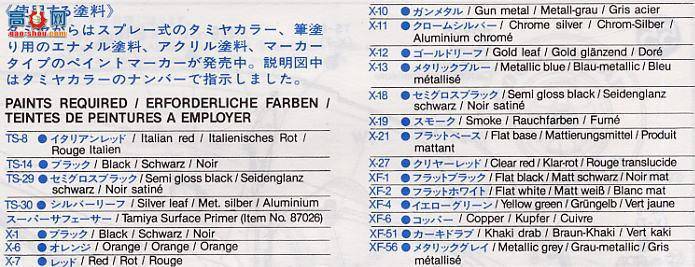 《使用する塗料》
タミヤからはスプレー式のタミヤカラー、筆塗
り用のエナメル塗料、アクリル塗料、マーカー
タイプのペイントマーカーが発売中。説明図中
はタミヤカラーのナンバーで指示しました。
PAINTS REQUIRED / ERFORDERLICHE FARBEN /
TEINTES DE PEINTURES A EMPLOYER
TS-8 ● イタリアンレッド / Italian red / Italienisches Rot /
Rouge Italien
TS-14 ● ブラック / Black / Schwarz / Noir
TS-29 ● セミグロスブラック / Semi gloss black / Seidenglanz
schwarz / Noir satiné
TS-30 ● シルバーリーフ / Silver leaf / Met. silber / Aluminium
スーパーサフェーサー / Tamiya Surface Primer (Item No. 87026)
X-1 ● ブラック / Black / Schwarz / Noir
X-6 ● オレンジ / Orange / Orange / Orange
X-7 ● レッド / Red / Rot / Rouge
X-10 ● ガンメタル / Gun metal / Metall-grau / Gris acier
X-11 ● クロームシルバー / Chrome silver / Chrom-Silber /
Aluminium chromé
X-12 ● ゴールドリーフ / Gold leaf / Gold glänzend / Doré
X-13 ● メタリックブルー / Metallic blue / Blau-metallic / Bleu
métallisé
X-18 ● セミグロスブラック / Semi gloss black / Seidenglanz
schwarz / Noir satiné
X-19 ● スモーク / Smoke / Rauchfarben / Fumé
X-21 ● フラットベース / Flat base / Mattierungsmittel / Produit
mattant
X-27 ● クリヤーレッド / Clear red / Klar-rot / Rouge translucide
XF-1 ● フラットブラック / Flat black / Matt schwarz / Noir mat
XF-2 ● フラットホワイト / Flat white / Matt weiß / Blanc mat
XF-4 ● イエローグリーン / Yellow green / Grüngelb / Vert jaune
XF-6 ● コッパー / Copper / Kupfer / Cuivre
XF-51 ● カーキドラブ / Khaki drab / Braun-Khaki / Vert kaki
XF-56 ● メタリックグレイ / Metallic grey / Grau-metallic / Gris
métallisé